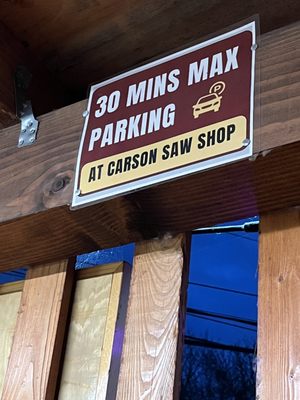 30 MINS MAX
PARKING
P
AT CARSON SAW SHOP